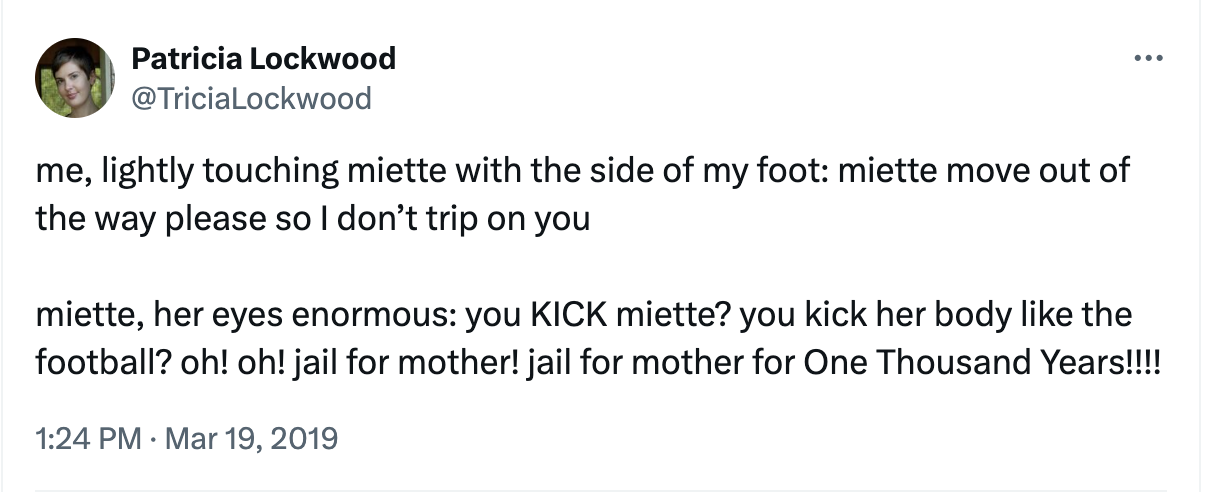 Patricia Lockwood
@TriciaLockwood
me, lightly touching miette with the side of my foot: miette move out of
the way please so I don’t trip on you
miette, her eyes enormous: you KICK miette? you kick her body like the
football? oh! oh! jail for mother! jail for mother for One Thousand Years!!!!
1:24 PM · Mar 19, 2019